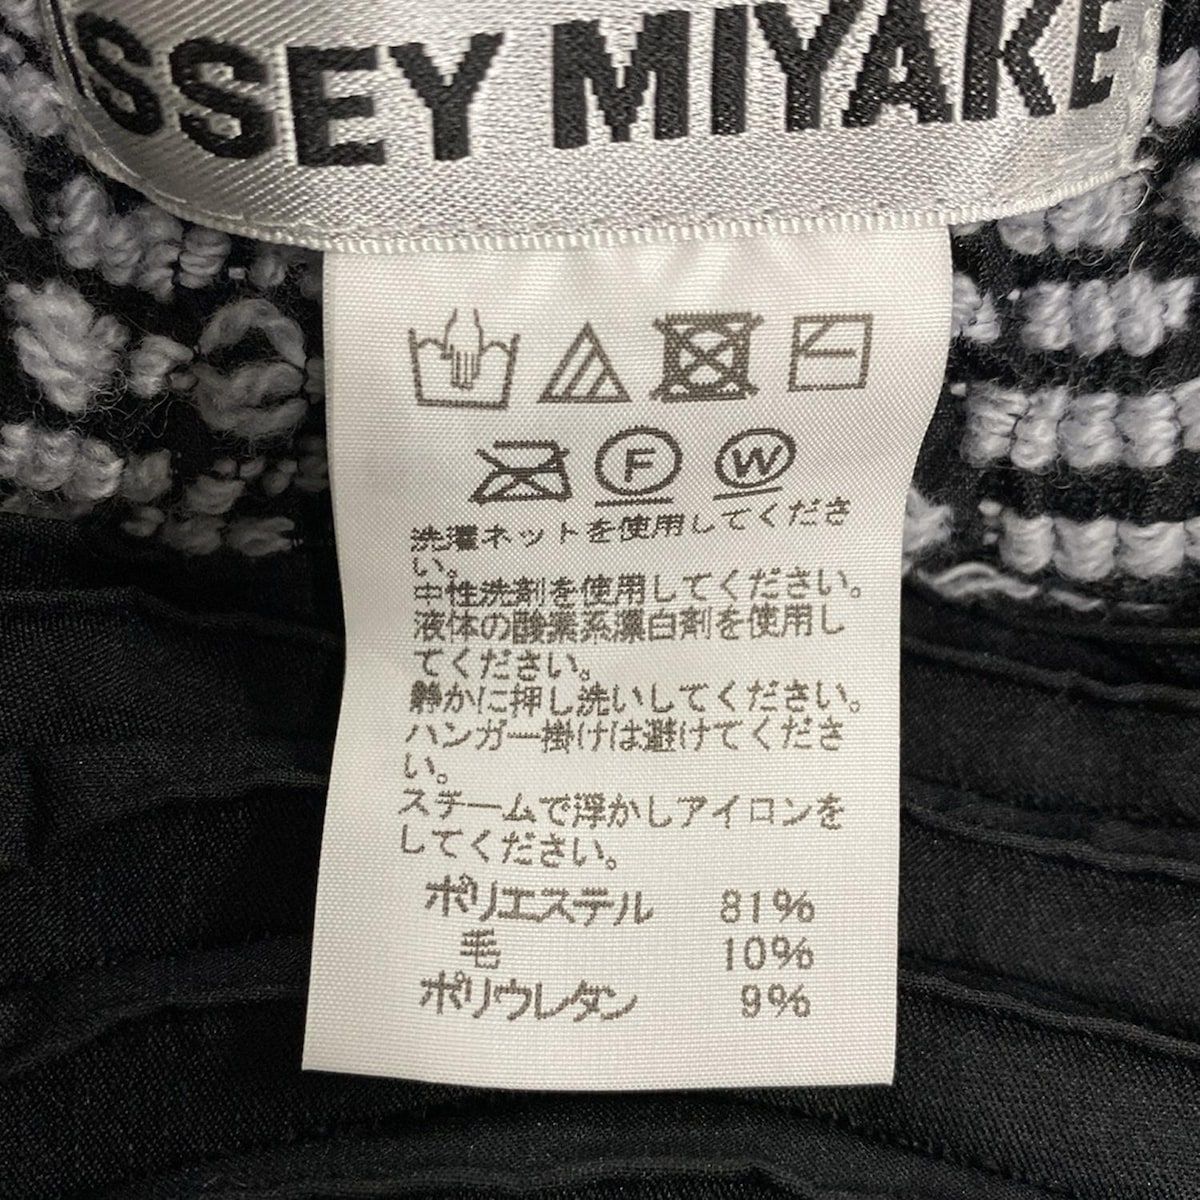 SSEY MIYAKE
F W
洗濯ネットを使用してくださ
い。
中性洗剤を使用してください。
液体の酸素系漂白剤を使用し
てください。
静かに押し洗いしてください。
ハンガー掛けは避けてくださ
い。
スチームで浮かしアイロンを
してください。
ポリエステル 81%
毛 10%
ポリウレタン 9%